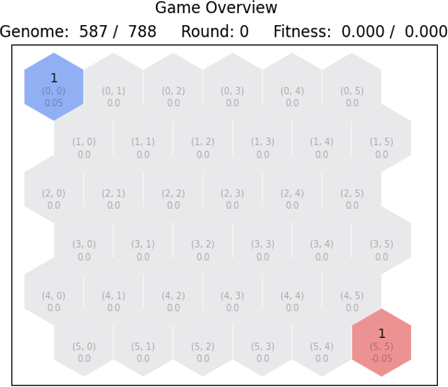 Game Overview
Genome: 587 / 788 Round: 0 Fitness: 0.000 / 0.000
1
(0, 0) (0, 1) (0, 2) (0, 3) (0, 4) (0, 5)
0.05 0.0 0.0 0.0 0.0 0.0
(1, 0) (1, 1) (1, 2) (1, 3) (1, 4) (1, 5)
0.0 0.0 0.0 0.0 0.0 0.0
(2, 0) (2, 1) (2, 2) (2, 3) (2, 4) (2, 5)
0.0 0.0 0.0 0.0 0.0 0.0
(3, 0) (3, 1) (3, 2) (3, 3) (3, 4) (3, 5)
0.0 0.0 0.0 0.0 0.0 0.0
(4, 0) (4, 1) (4, 2) (4, 3) (4, 4) (4, 5)
0.0 0.0 0.0 0.0 0.0 0.0
1
(5, 0) (5, 1) (5, 2) (5, 3) (5, 4) (5, 5)
0.0 0.0 0.0 0.0 0.0 -0.05